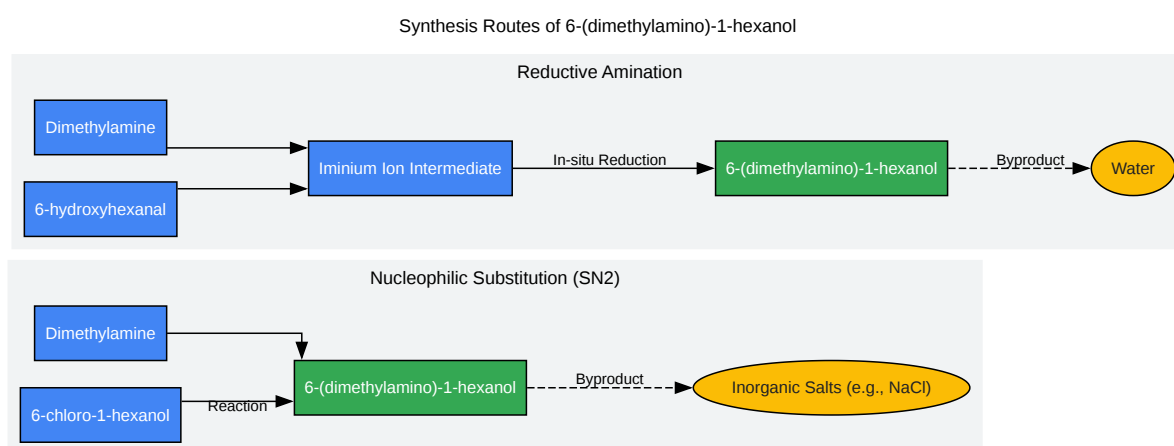 Synthesis Routes of 6-(dimethylamino)-1-hexanol
Reductive Amination
Dimethylamine
6-hydroxyhexanal
Iminium Ion Intermediate
In-situ Reduction
6-(dimethylamino)-1-hexanol
Byproduct
Water
Nucleophilic Substitution (SN2)
Dimethylamine
6-chloro-1-hexanol
Reaction
6-(dimethylamino)-1-hexanol
Byproduct
Inorganic Salts (e.g., NaCl)